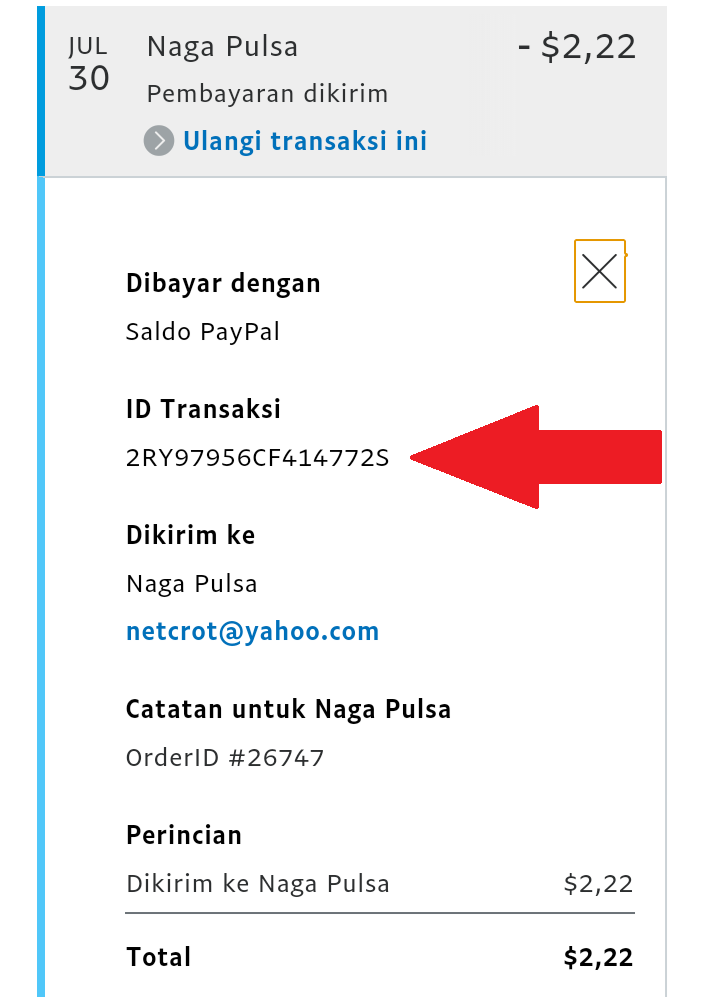 JUL
30
Naga Pulsa
- $2,22
Pembayaran dikirim
Ulangi transaksi ini
Dibayar dengan
Saldo PayPal
ID Transaksi
2RY97956CF414772S
Dikirim ke
Naga Pulsa
netcrot@yahoo.com
Catatan untuk Naga Pulsa
OrderID #26747
Perincian
Dikirim ke Naga Pulsa $2,22
Total $2,22